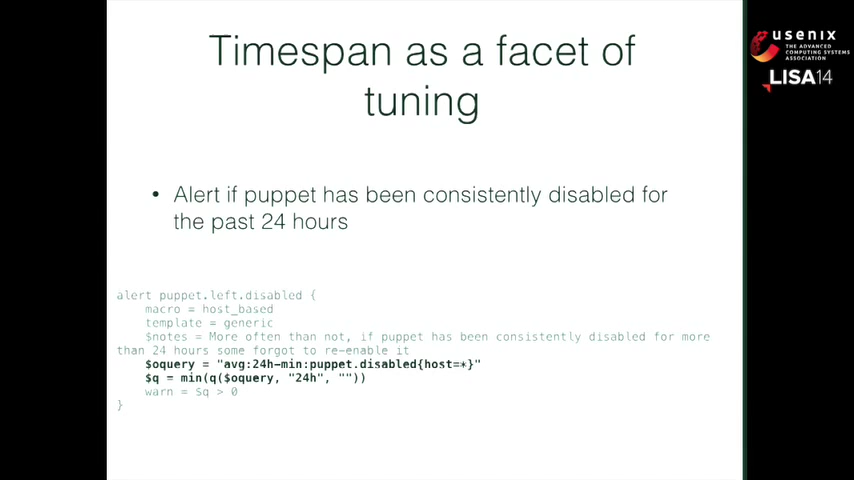 Timespan as a facet of
tuning
• Alert if puppet has been consistently disabled for
the past 24 hours
alert puppet.left.disabled {
macro = host_based
template = generic
$notes = More often than not, if puppet has been consistently disabled for more
than 24 hours some forgot to re-enable it
$oquery = "avg:24h-min:puppet.disabled{host=*}"
$q = min(q($oquery, "24h", ""))
warn = $q > 0
}
usenix
THE ADVANCED
COMPUTING SYSTEMS
ASSOCIATION
LISA14